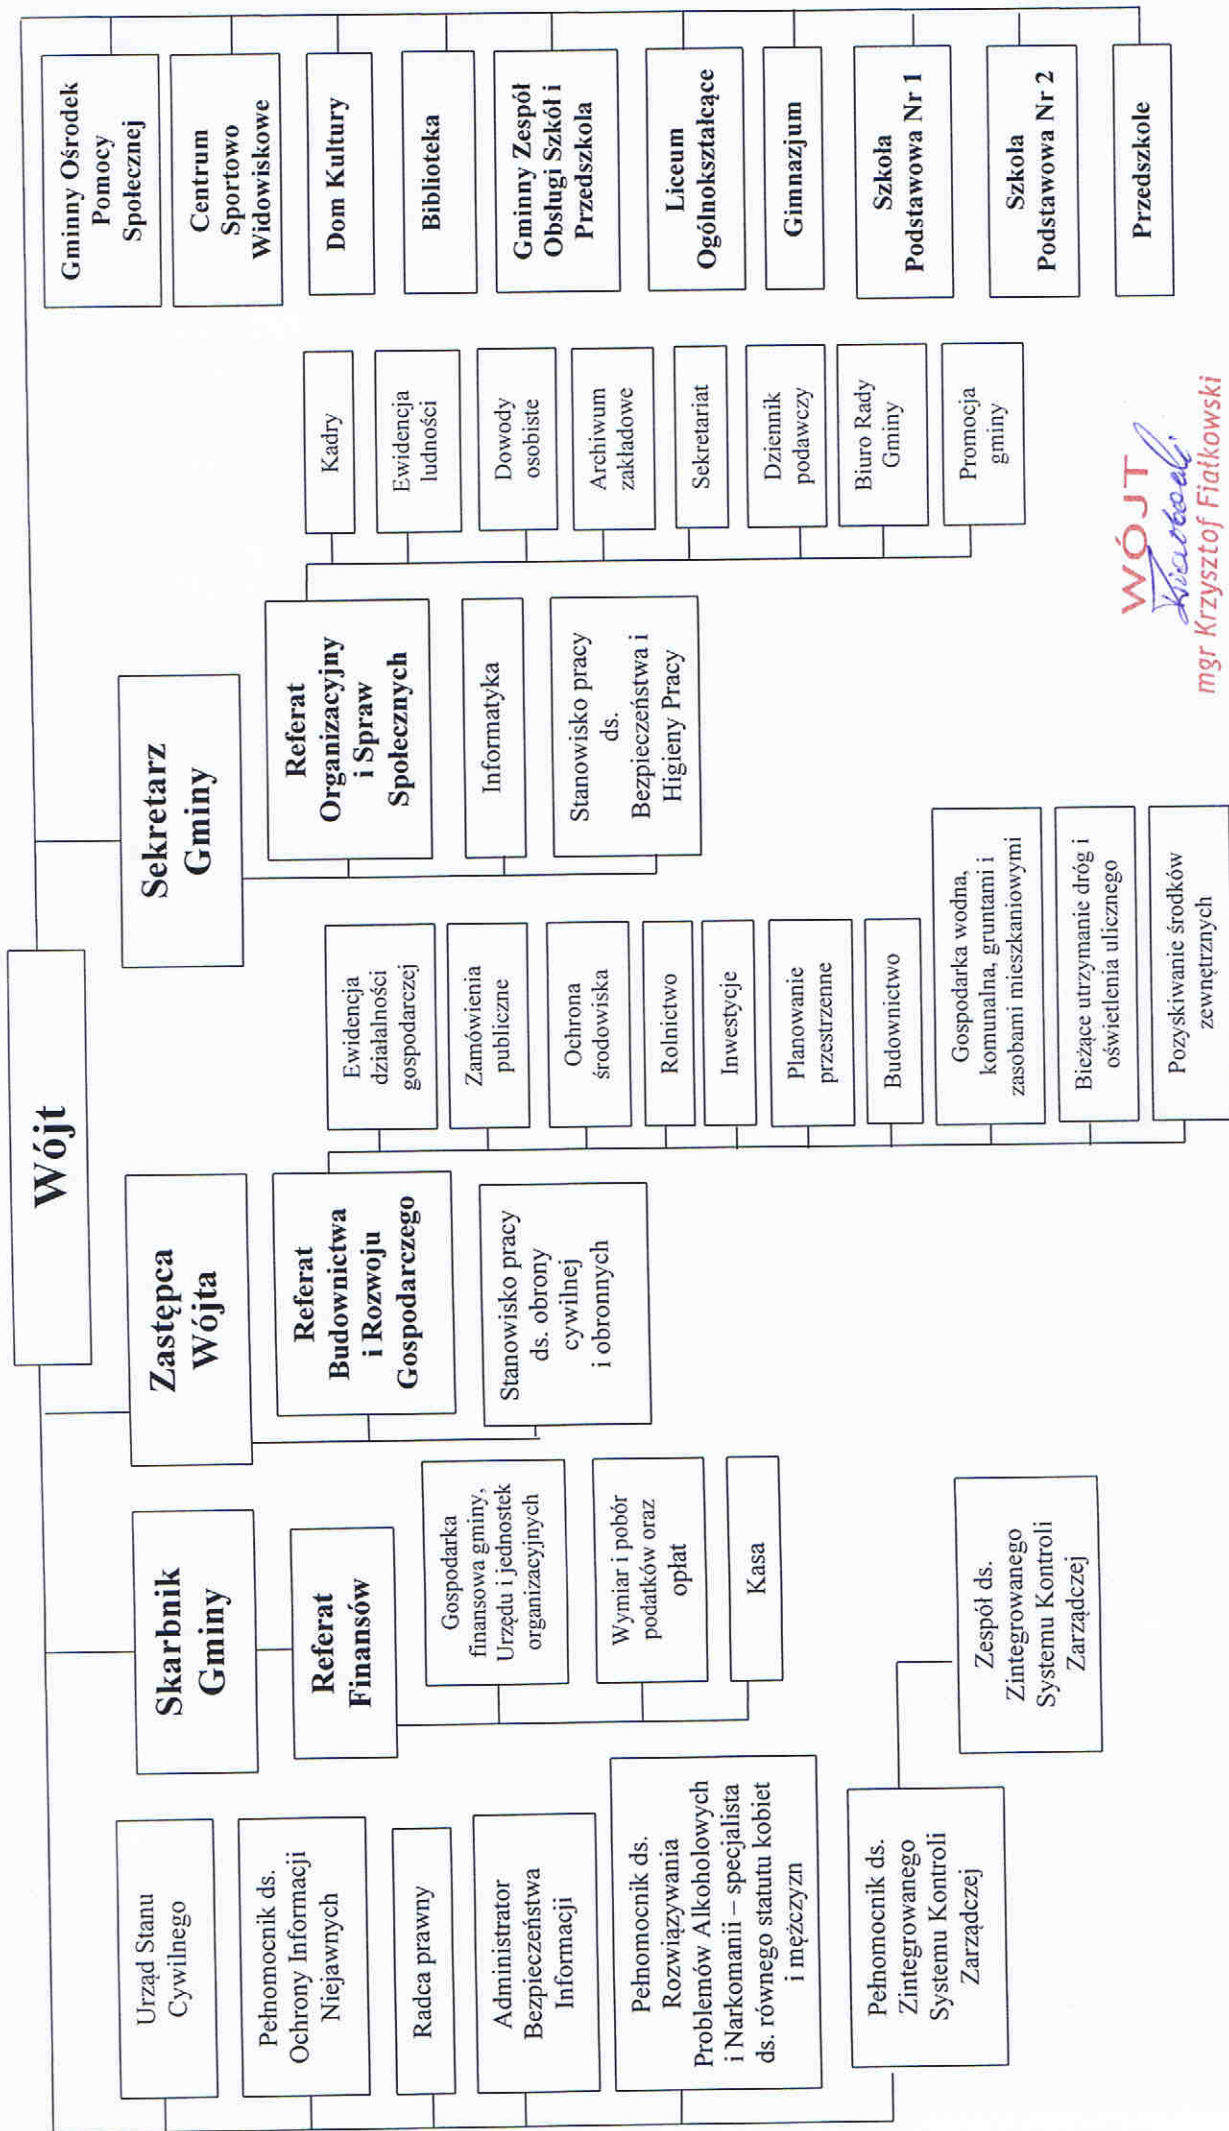 Wójt
Urząd Stanu
Cywilnego
Pełnomocnik ds.
Ochrony Informacji
Niejawnych
Radca prawny
Administrator
Bezpieczeństwa
Informacji
Pełnomocnik ds.
Rozwiązywania
Problemów Alkoholowych
i Narkomanii – specjalista
ds. równego statutu kobiet
i mężczyzn
Pełnomocnik ds.
Zintegrowanego
Systemu Kontroli
Zarządczej
Zespół ds.
Zintegrowanego
Systemu Kontroli
Zarządczej
Skarbnik
Gminy
Referat
Finansów
Gospodarka
finansowa gminy,
Urzędu i jednostek
organizacyjnych
Wymiar i pobór
podatków oraz
opłat
Kasa
Zastępca
Wójta
Referat
Budownictwa
i Rozwoju
Gospodarczego
Stanowisko pracy
ds. obrony
cywilnej
i obronnych
Ewidencja
działalności
gospodarczej
Zamówienia
publiczne
Ochrona
środowiska
Rolnictwo
Inwestycje
Planowanie
przestrzenne
Budownictwo
Gospodarka wodna,
komunalna, gruntami i
zasobami mieszkaniowymi
Bieżące utrzymanie dróg i
oświetlenia ulicznego
Pozyskiwanie środków
zewnętrznych
Sekretarz
Gminy
Referat
Organizacyjny
i Spraw
Społecznych
Informatyka
Stanowisko pracy
ds.
Bezpieczeństwa i
Higieny Pracy
Kadry
Ewidencja
ludności
Dowody
osobiste
Archiwum
zakładowe
Sekretariat
Dziennik
podawczy
Biuro Rady
Gminy
Promocja
gminy
Gminny Ośrodek
Pomocy
Społecznej
Centrum
Sportowo
Widowiskowe
Dom Kultury
Biblioteka
Gminny Zespół
Obsługi Szkół i
Przedszkola
Liceum
Ogólnokształcące
Gimnazjum
Szkoła
Podstawowa Nr 1
Szkoła
Podstawowa Nr 2
Przedszkole
WÓJT
mgr Krzysztof Fiałkowski